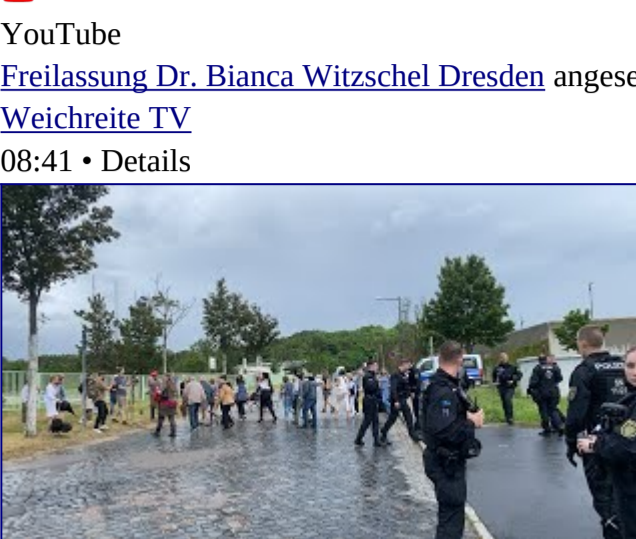 YouTube
Freilassung Dr. Bianca Witzschel Dresden
Weichreite TV
08:41 • Details